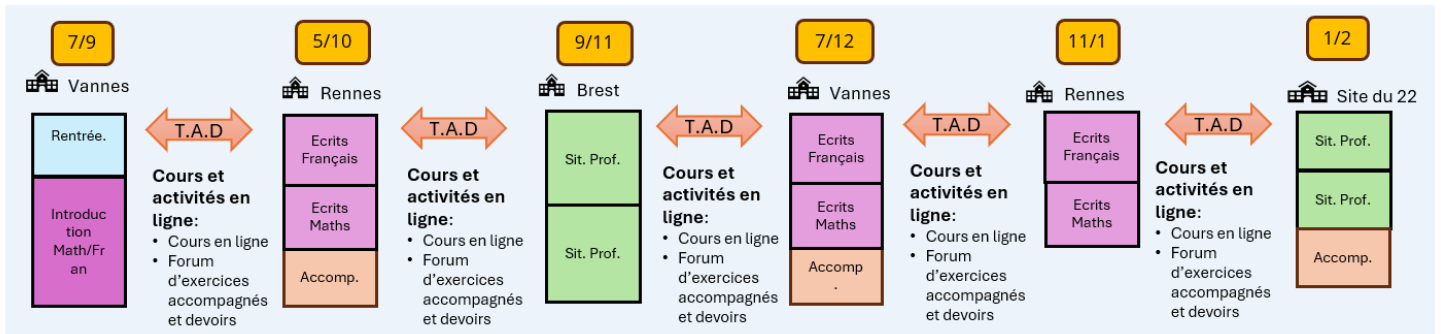 7/9
Vannes
Rentrée.
Introduc
tion
Math/Fr
an
T.A.D
Cours et
activités en
ligne:
• Cours en ligne
• Forum
d'exercices
accompagnés
et devoirs
5/10
Rennes
Ecrits
Français
Ecrits
Maths
Accomp.
T.A.D
Cours et
activités en
ligne:
• Cours en ligne
• Forum
d'exercices
accompagnés
et devoirs
9/11
Brest
Sit. Prof.
Sit. Prof.
T.A.D
Cours et
activités en
ligne:
• Cours en ligne
• Forum
d'exercices
accompagnés
et devoirs
7/12
Vannes
Ecrits
Français
Ecrits
Maths
Accomp
.
T.A.D
Cours et
activités en
ligne:
• Cours en ligne
• Forum
d'exercices
accompagnés
et devoirs
11/1
Rennes
Ecrits
Français
Ecrits
Maths
T.A.D
Cours et
activités en
ligne:
• Cours en ligne
• Forum
d'exercices
accompagnés
et devoirs
1/2
Site du 22
Sit. Prof.
Sit. Prof.
Accomp.